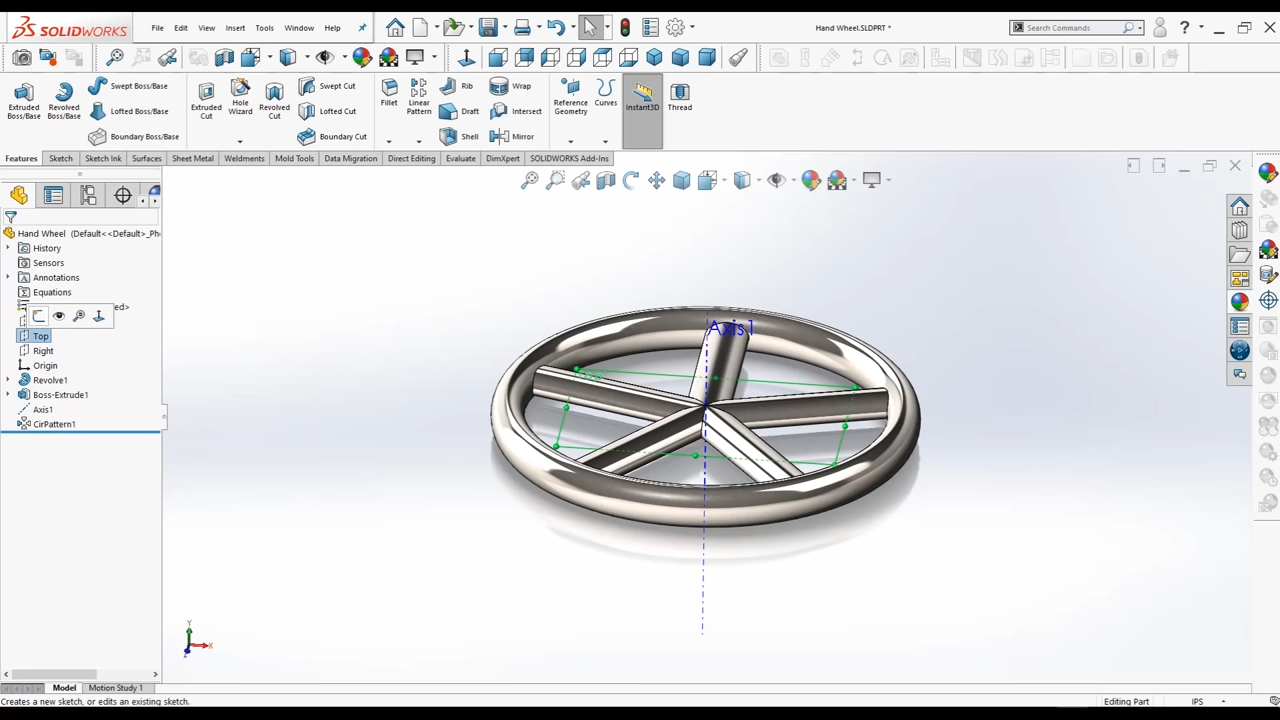 SOLIDWORKS
File Edit View Insert Tools Window Help
Hand Wheel.SLDPRT *
Search Commands
Extruded Boss/Base
Revolved Boss/Base
Swept Boss/Base
Lofted Boss/Base
Boundary Boss/Base
Extruded Cut
Hole Wizard
Revolved Cut
Swept Cut
Lofted Cut
Boundary Cut
Fillet
Linear Pattern
Rib
Draft
Shell
Wrap
Intersect
Mirror
Reference Geometry
Curves
Instant3D
Thread
Features Sketch Sketch Ink Surfaces Sheet Metal Weldments Mold Tools Data Migration Direct Editing Evaluate DimXpert SOLIDWORKS Add-Ins
Hand Wheel (Default<<Default>_Ph
History
Sensors
Annotations
Equations
ed>
Top
Right
Origin
Revolve1
Boss-Extrude1
Axis1
CirPattern1
Axis1
Y
X
Z
Model Motion Study 1
Creates a new sketch, or edits an existing sketch.
Editing Part
IPS